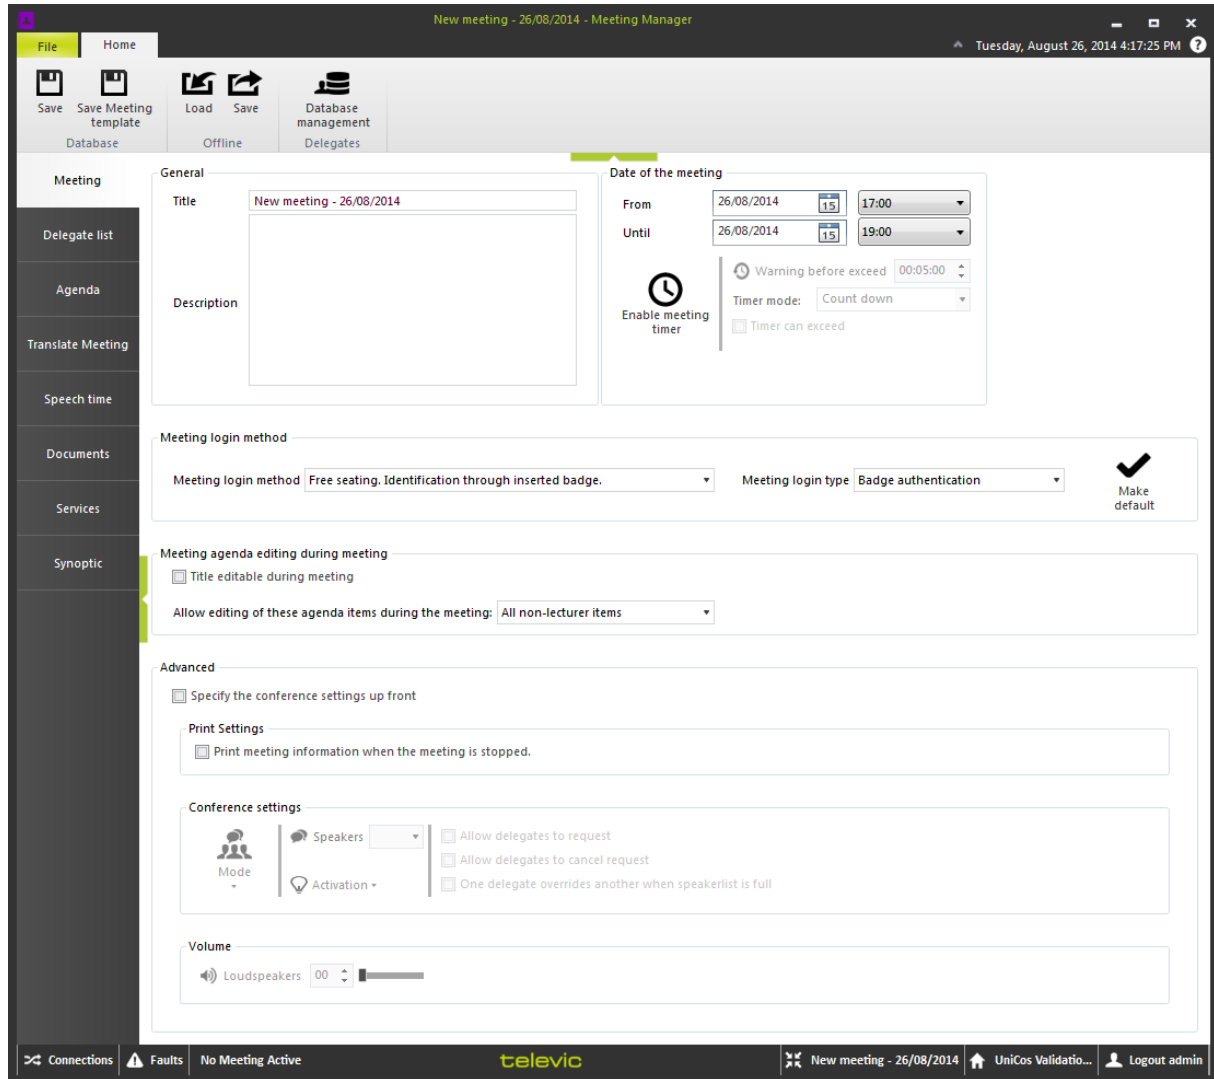 New meeting - 26/08/2014 - Meeting Manager
File
Home
Tuesday, August 26, 2014 4:17:25 PM
?
Save
Save Meeting
template
Database
Load
Save
Offline
Database
management
Delegates
Meeting
Delegate list
Agenda
Translate Meeting
Speech time
Documents
Services
Synoptic
General
Title
New meeting - 26/08/2014
Description
Date of the meeting
From
26/08/2014
15
17:00
Until
26/08/2014
15
19:00
Enable meeting
timer
Warning before exceed
00:05:00
Timer mode:
Count down
Timer can exceed
Meeting login method
Meeting login method
Free seating. Identification through inserted badge.
Meeting login type
Badge authentication
Make
default
Meeting agenda editing during meeting
Title editable during meeting
Allow editing of these agenda items during the meeting:
All non-lecturer items
Advanced
Specify the conference settings up front
Print Settings
Print meeting information when the meeting is stopped.
Conference settings
Mode
Speakers
Activation
Allow delegates to request
Allow delegates to cancel request
One delegate overrides another when speakerlist is full
Volume
Loudspeakers
00
Connections
Faults
No Meeting Active
televic
New meeting - 26/08/2014
UniCos Validatio...
Logout admin